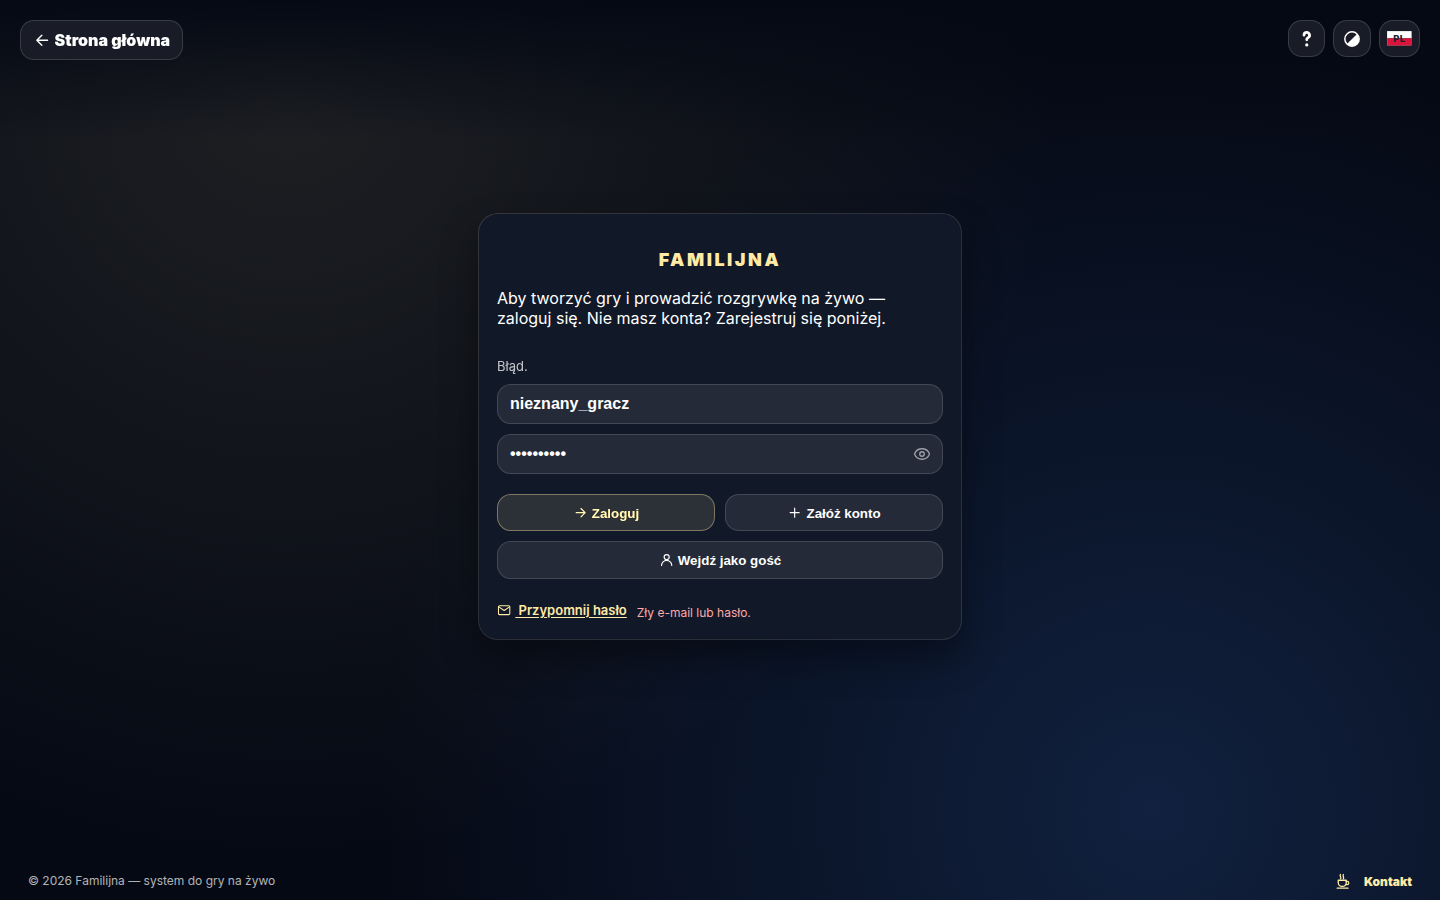 ← Strona główna
?
PL
FAMILIJNA
Aby tworzyć gry i prowadzić rozgrywkę na żywo —
zaloguj się. Nie masz konta? Zarejestruj się poniżej.
Błąd.
nieznany_gracz
••••••••••
→ Zaloguj
+ Załóż konto
Wejdź jako gość
Przypomnij hasło
Zły e-mail lub hasło.
© 2026 Familijna — system do gry na żywo
Kontakt